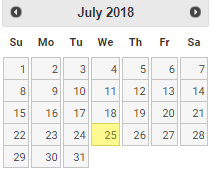 July 2018
Su Mo Tu We Th Fr Sa
1 2 3 4 5 6 7
8 9 10 11 12 13 14
15 16 17 18 19 20 21
22 23 24 25 26 27 28
29 30 31